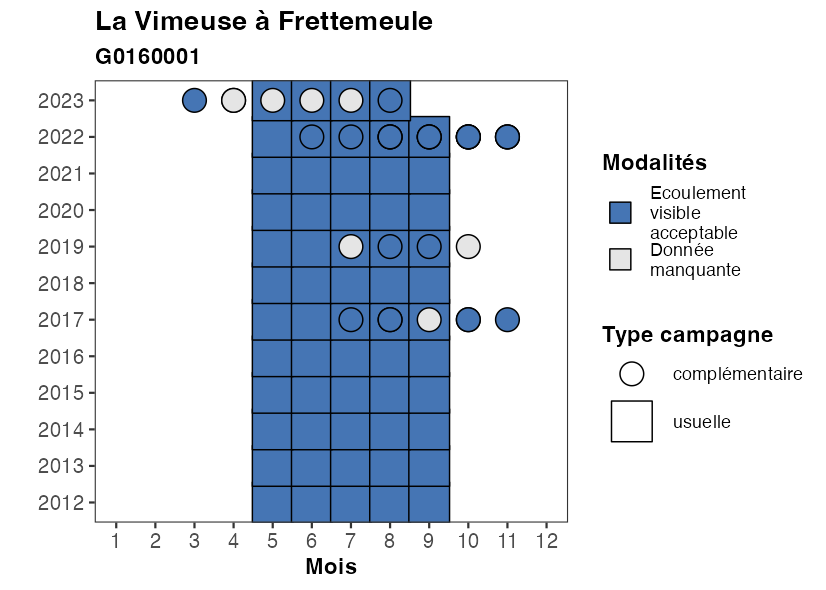 La Vimeuse à Frettemeule
G0160001
2023
2022
2021
2020
2019
2018
2017
2016
2015
2014
2013
2012
1 2 3 4 5 6 7 8 9 10 11 12
Mois
Modalités
Ecoulement
visible
acceptable
Donnée
manquante
Type campagne
complémentaire
usuelle